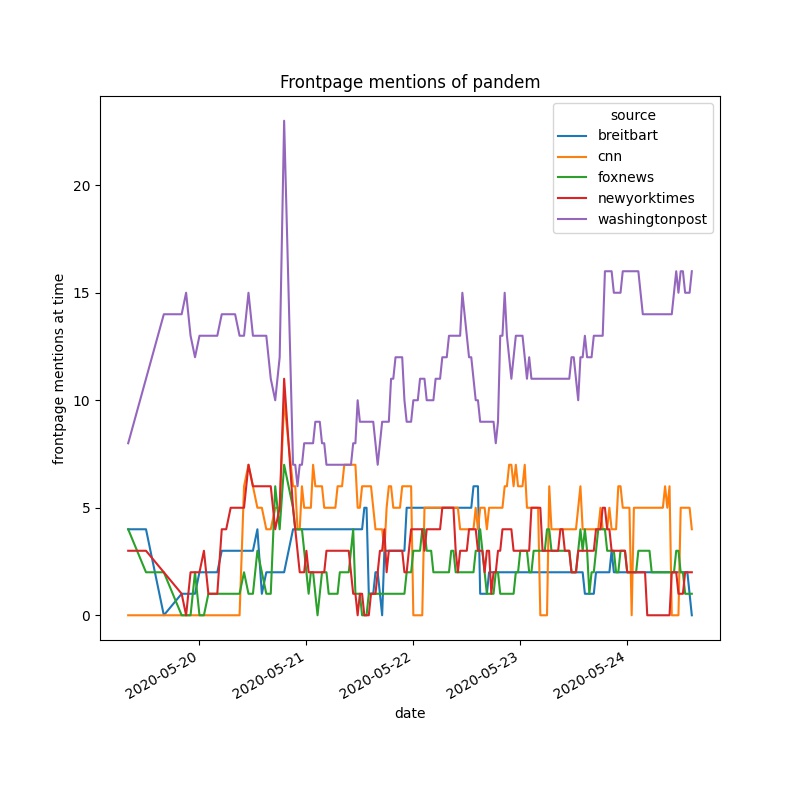 Frontpage mentions of pandem
source
breitbart
cnn
foxnews
newyorktimes
washingtonpost
frontpage mentions at time
20
15
10
5
0
2020-05-20
2020-05-21
2020-05-22
2020-05-23
2020-05-24
date